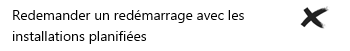 Redemander un redémarrage avec les
installations planifiées